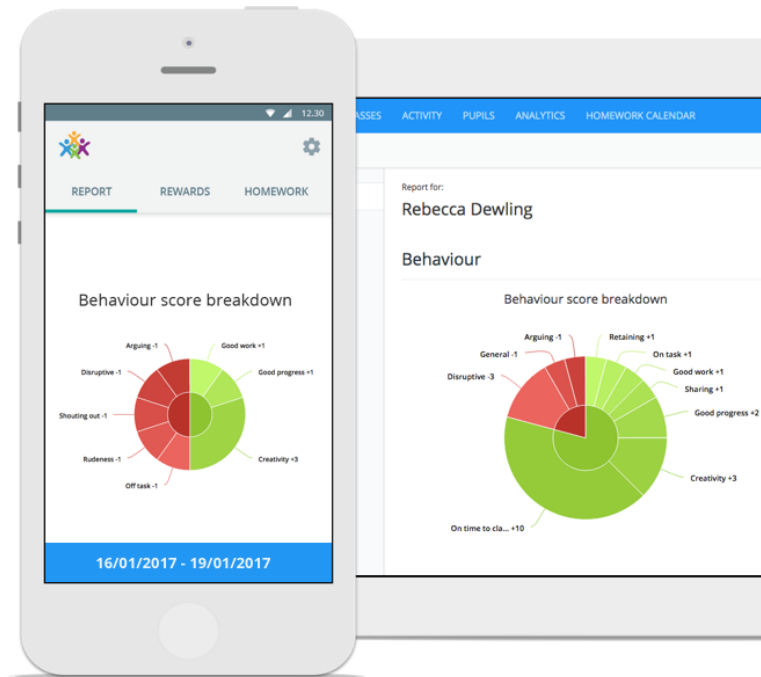 12.30
REPORT REWARDS HOMEWORK
Behaviour score breakdown
Arguing -1
Good work +1
Disruptive -1
Good progress +1
Shouting out -1
Rudeness -1
Creativity +3
Off task -1
16/01/2017 - 19/01/2017
ASSES ACTIVITY PUPILS ANALYTICS HOMEWORK CALENDAR
Report for:
Rebecca Dewling
Behaviour
Behaviour score breakdown
Arguing -1
Retaining +1
General -1
On task +1
Good work +1
Disruptive -3
Sharing +1
Good progress +2
Creativity +3
On time to cla... +10